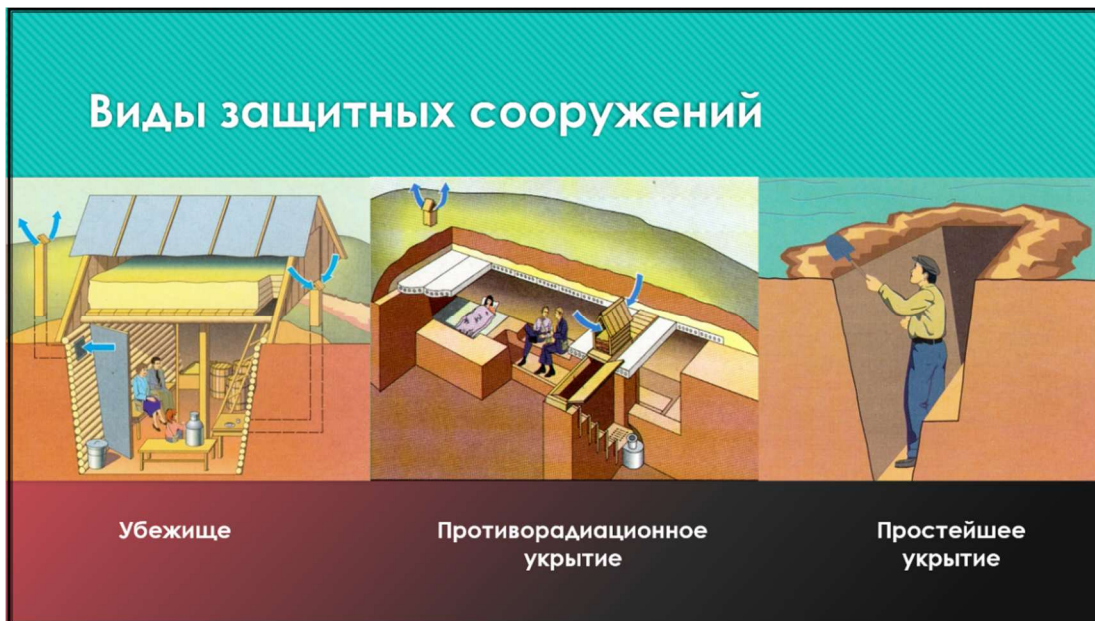 Виды защитных сооружений
Убежище
Противорадиационное
укрытие
Простейшее
укрытие